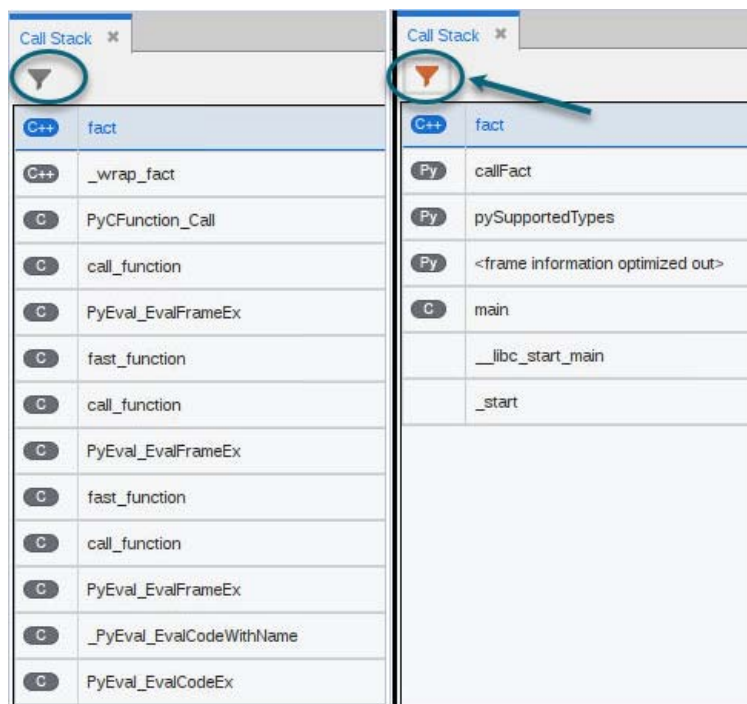 Call Stack
C++ fact
C++ _wrap_fact
C PyCFunction_Call
C call_function
C PyEval_EvalFrameEx
C fast_function
C call_function
C PyEval_EvalFrameEx
C fast_function
C call_function
C PyEval_EvalFrameEx
C _PyEval_EvalCodeWithName
C PyEval_EvalCodeEx
Call Stack
C++ fact
Py callFact
Py pySupportedTypes
Py <frame information optimized out>
C main
__libc_start_main
_start